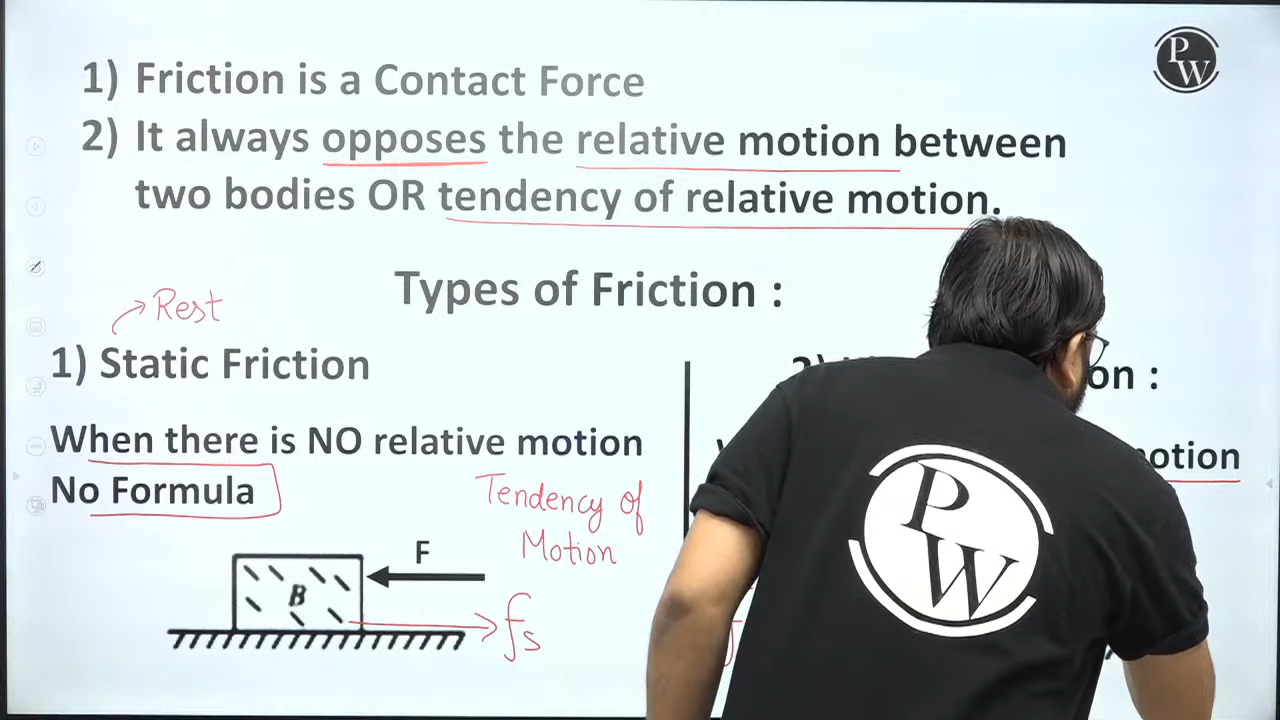 1) Friction is a Contact Force
2) It always opposes the relative motion between
two bodies OR tendency of relative motion.
PW
Types of Friction :
Rest
1) Static Friction
on :
When there is NO relative motion
No Formula
motion
Tendency of
Motion
F
B
fs
PW